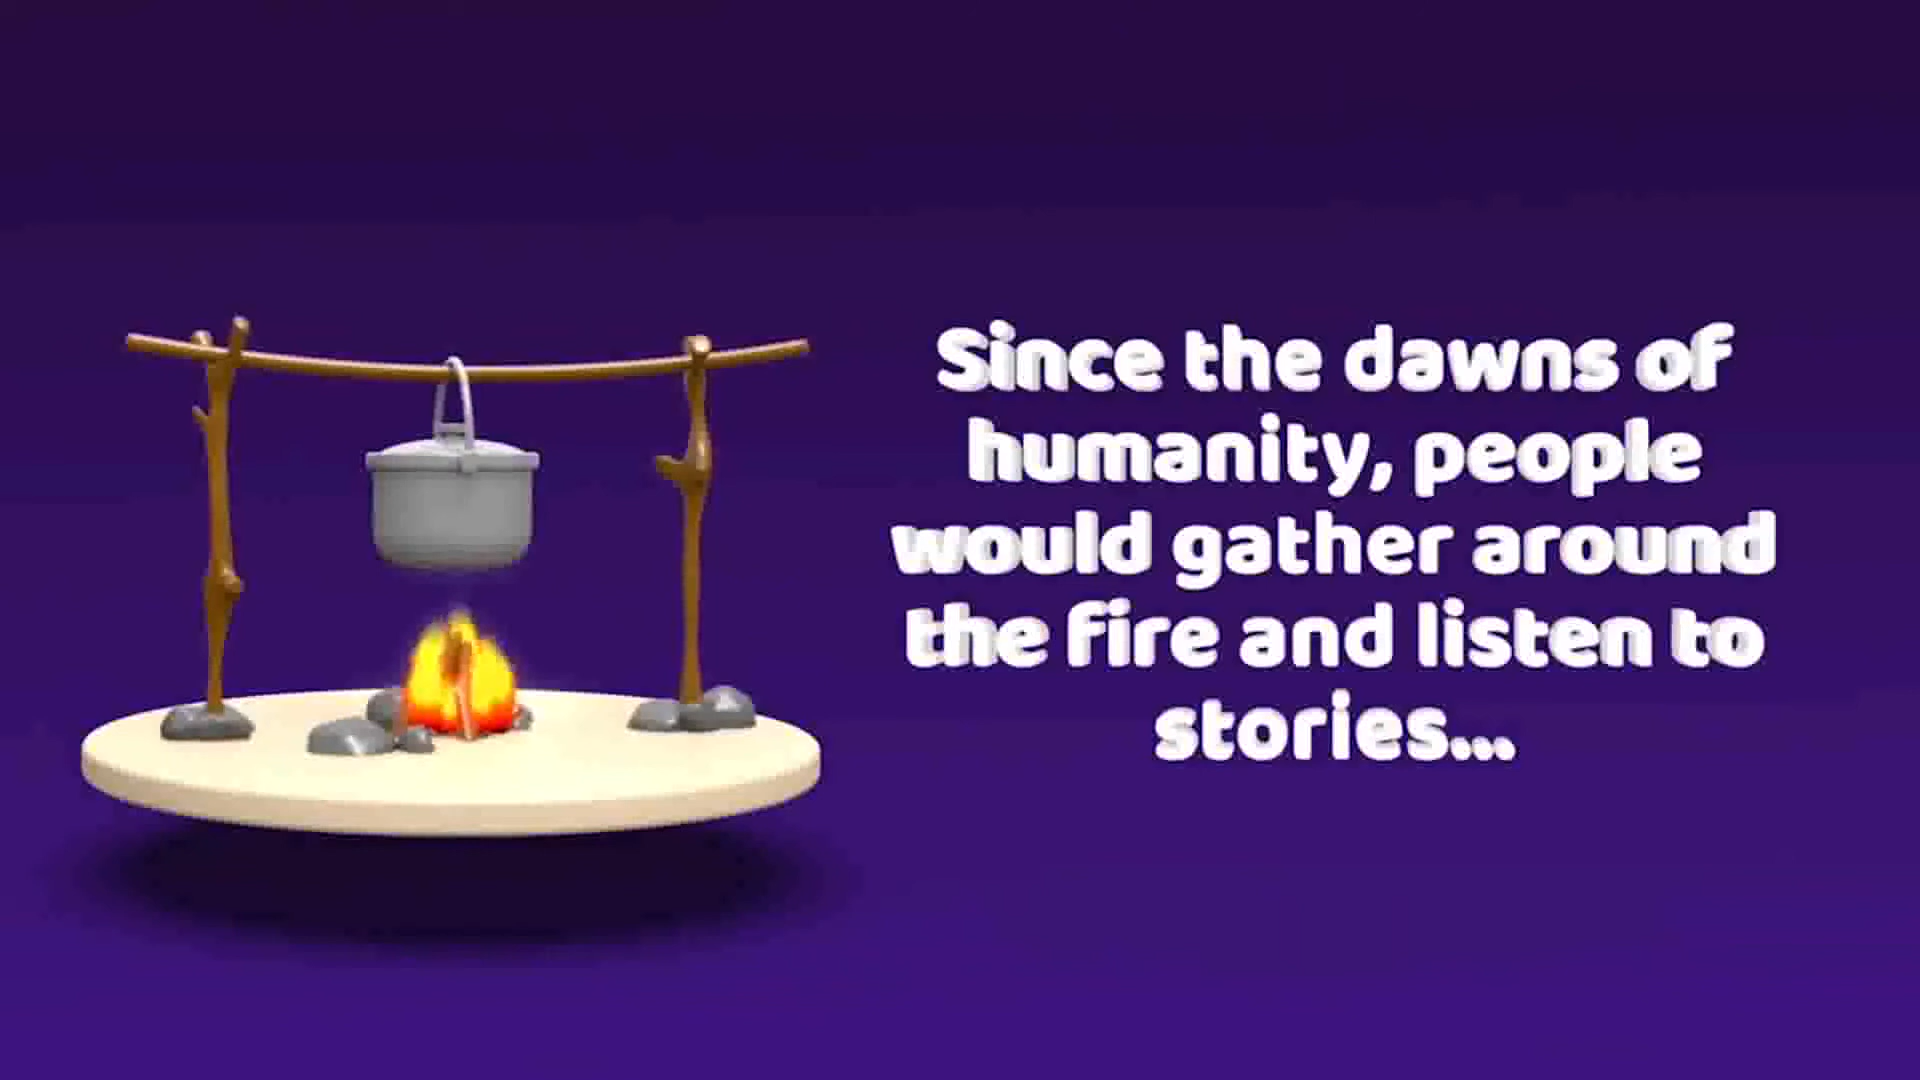 Since the dawns of
humanity, people
would gather around
the fire and listen to
stories...